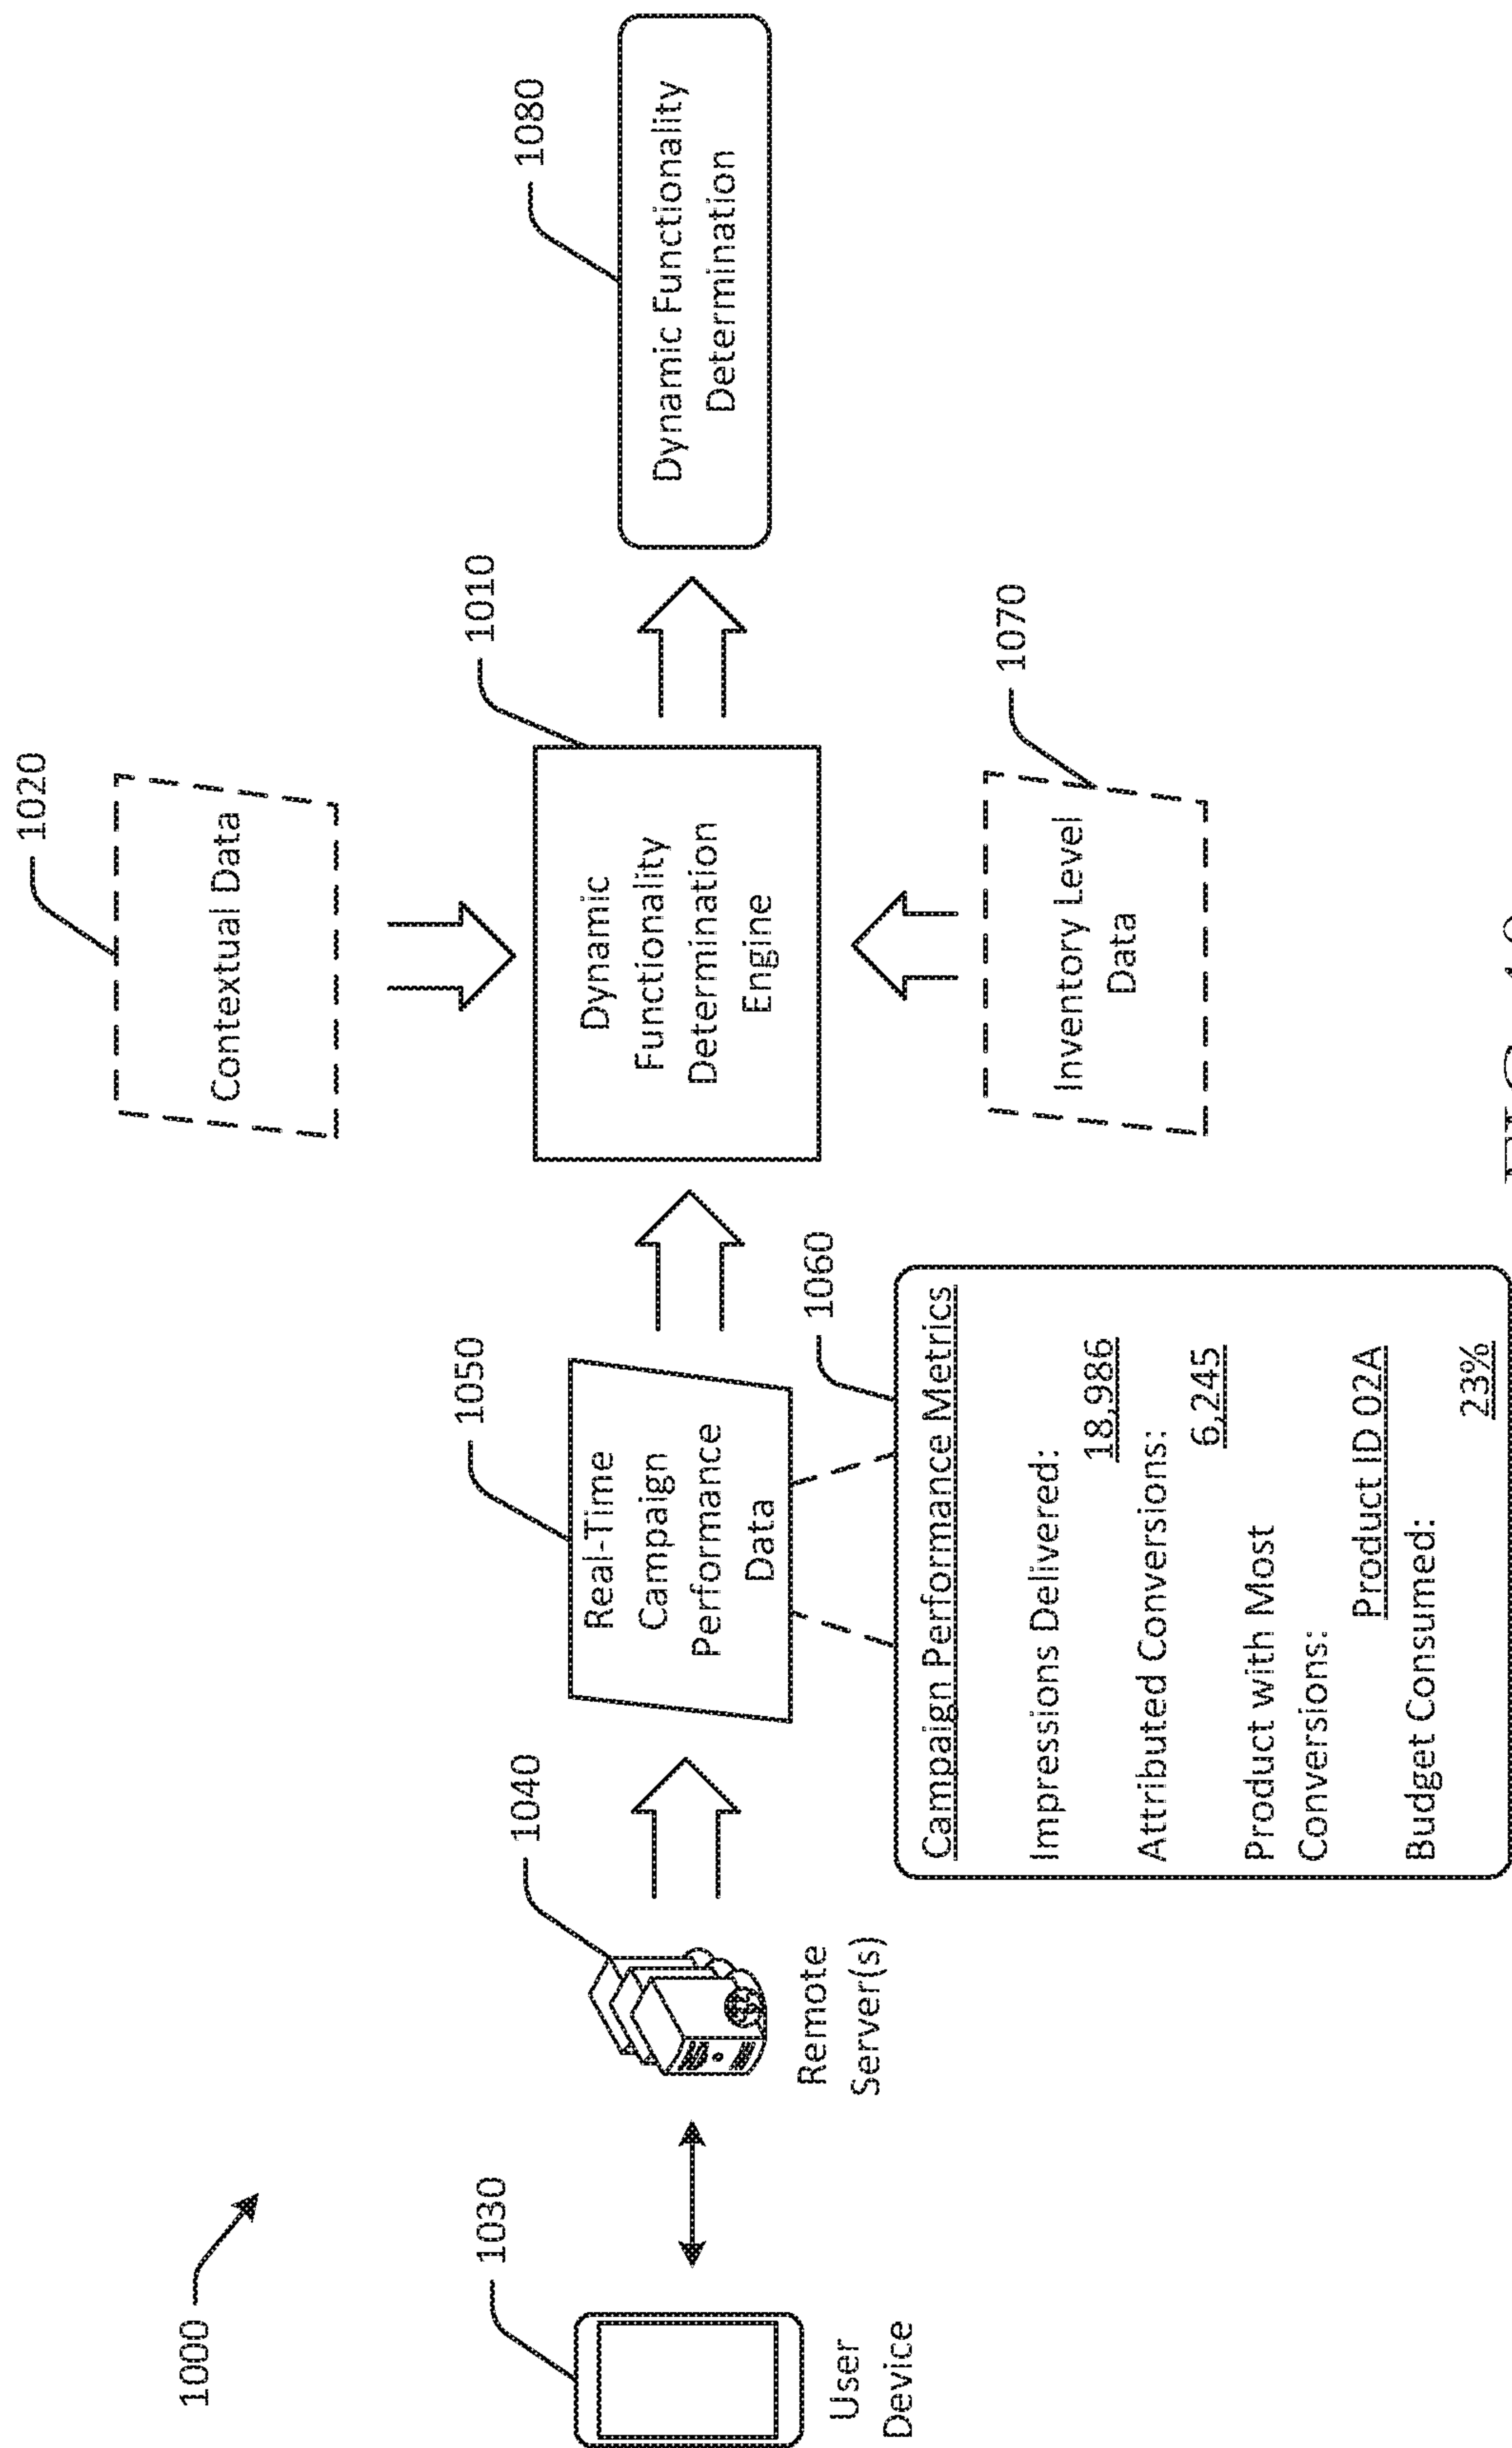 1000
1020
Contextual Data
1030
User
Device
1040
Remote
Server(s)
1050
Real-Time
Campaign
Performance
Data
1010
Dynamic
Functionality
Determination
Engine
1080
Dynamic Functionality
Determination
1060
Campaign Performance Metrics
Impressions Delivered:
18,986
Attributed Conversions:
6,245
Product with Most
Conversions:
Product ID 02A
Budget Consumed:
23%
1070
Inventory Level
Data